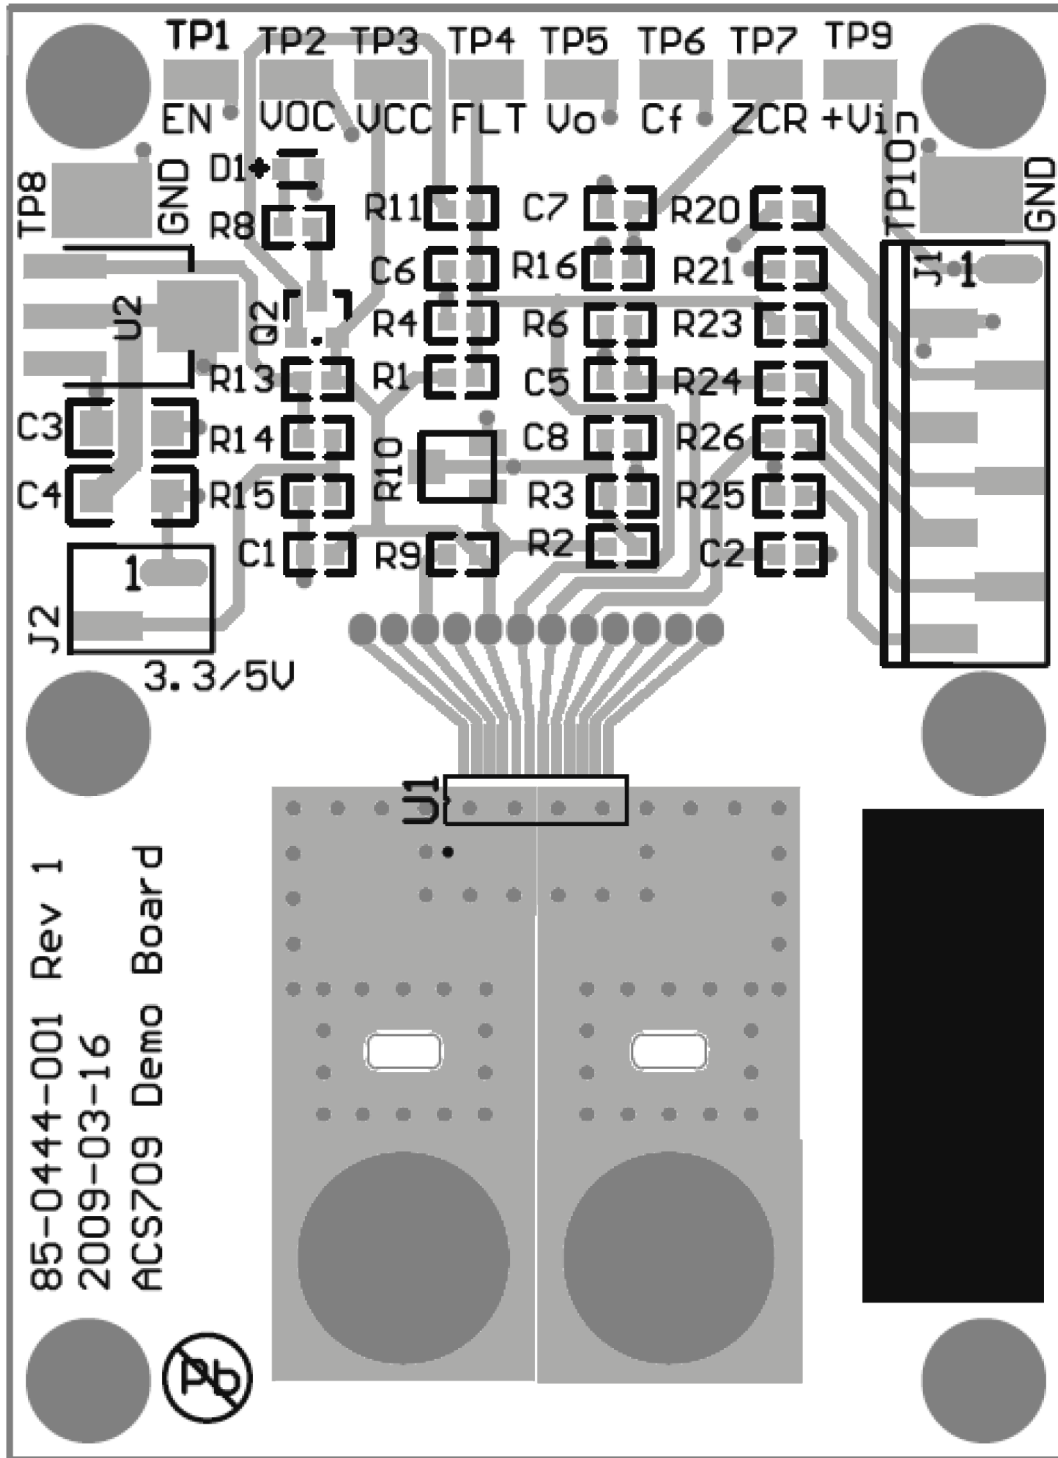 TP1 TP2 TP3 TP4 TP5 TP6 TP7 TP9
EN VOC VCC FLT Vo Cf ZCR +Vin
TP8 GND
TP10 GND
D1
R8
R11 C7 R20
C6 R16 R21
J1 1
U2 Q2 R4 R6 R23
R13 R1 C5 R24
C3 R14 R10 C8 R26
C4 R15 R3 R25
C1 R9 R2 C2
J2 1
3.3/5V
U1
85-0444-001 Rev 1
2009-03-16
ACS709 Demo Board
Pb